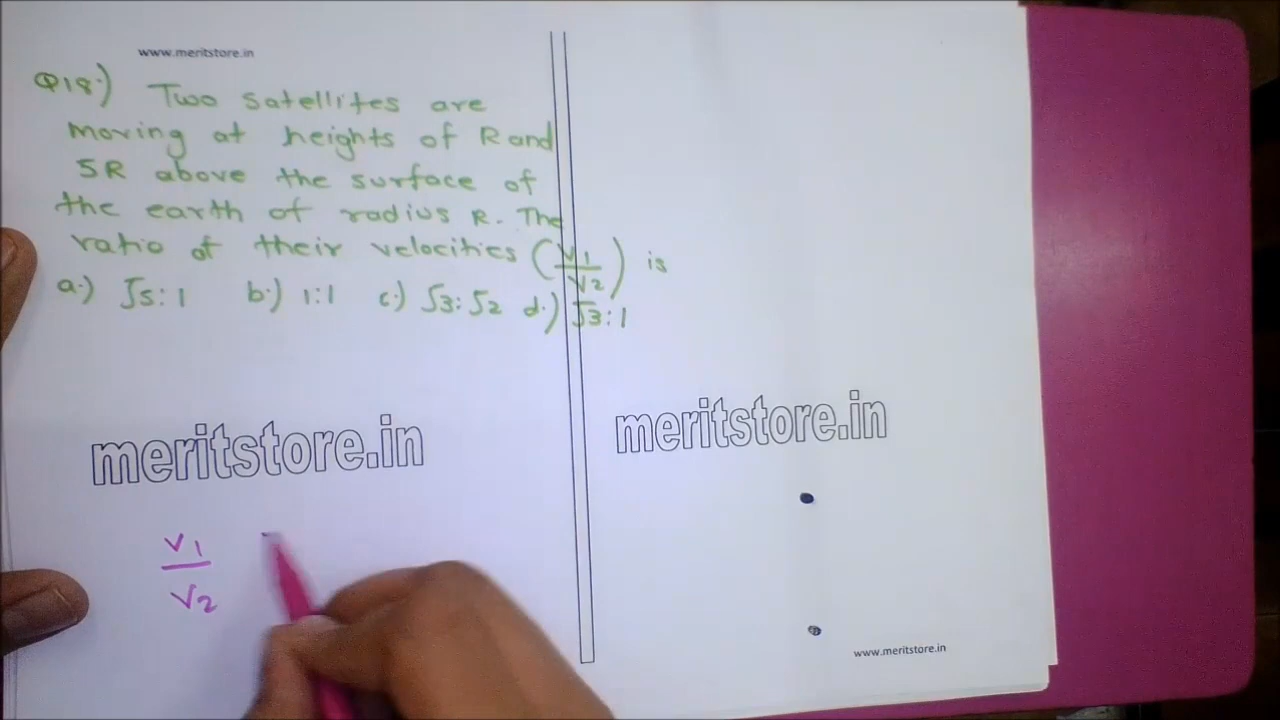 www.meritstore.in
Q18.) Two satellites are
moving at heights of R and
5R above the surface of
the earth of radius R. The
ratio of their velocities (V1/V2) is
a.) √5:1 b.) 1:1 c.) √3:√2 d.) √3:1
meritstore.in
meritstore.in
V1
V2
www.meritstore.in